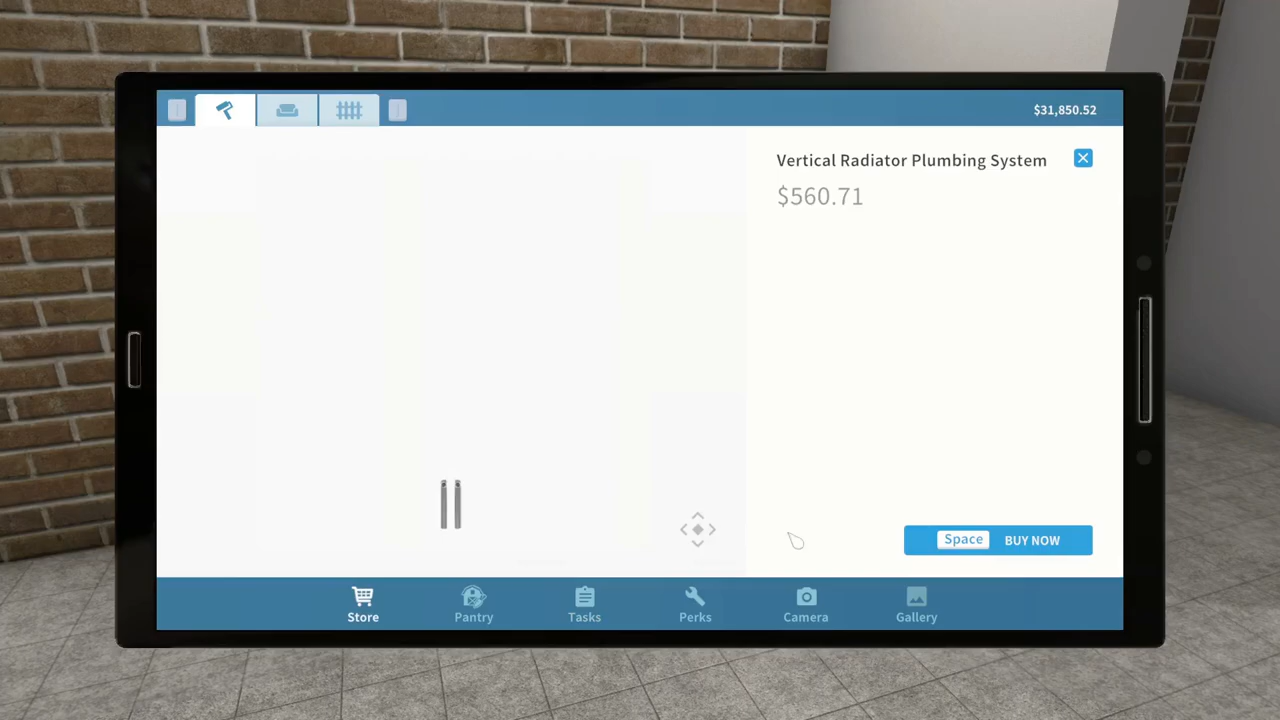 $31,850.52
Vertical Radiator Plumbing System
$560.71
Space BUY NOW
Store
Pantry
Tasks
Perks
Camera
Gallery